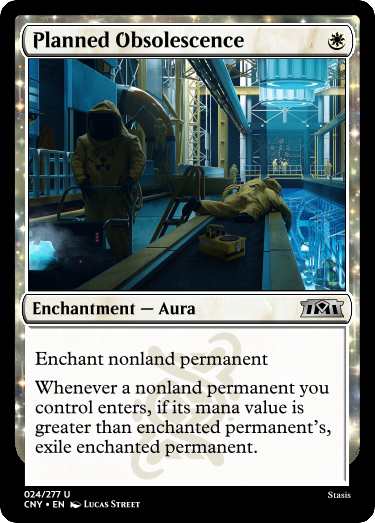 Planned Obsolescence
Enchantment — Aura
Enchant nonland permanent
Whenever a nonland permanent you
control enters, if its mana value is
greater than enchanted permanent's,
exile enchanted permanent.
024/277 U
Stasis
CNY • EN Lucas Street